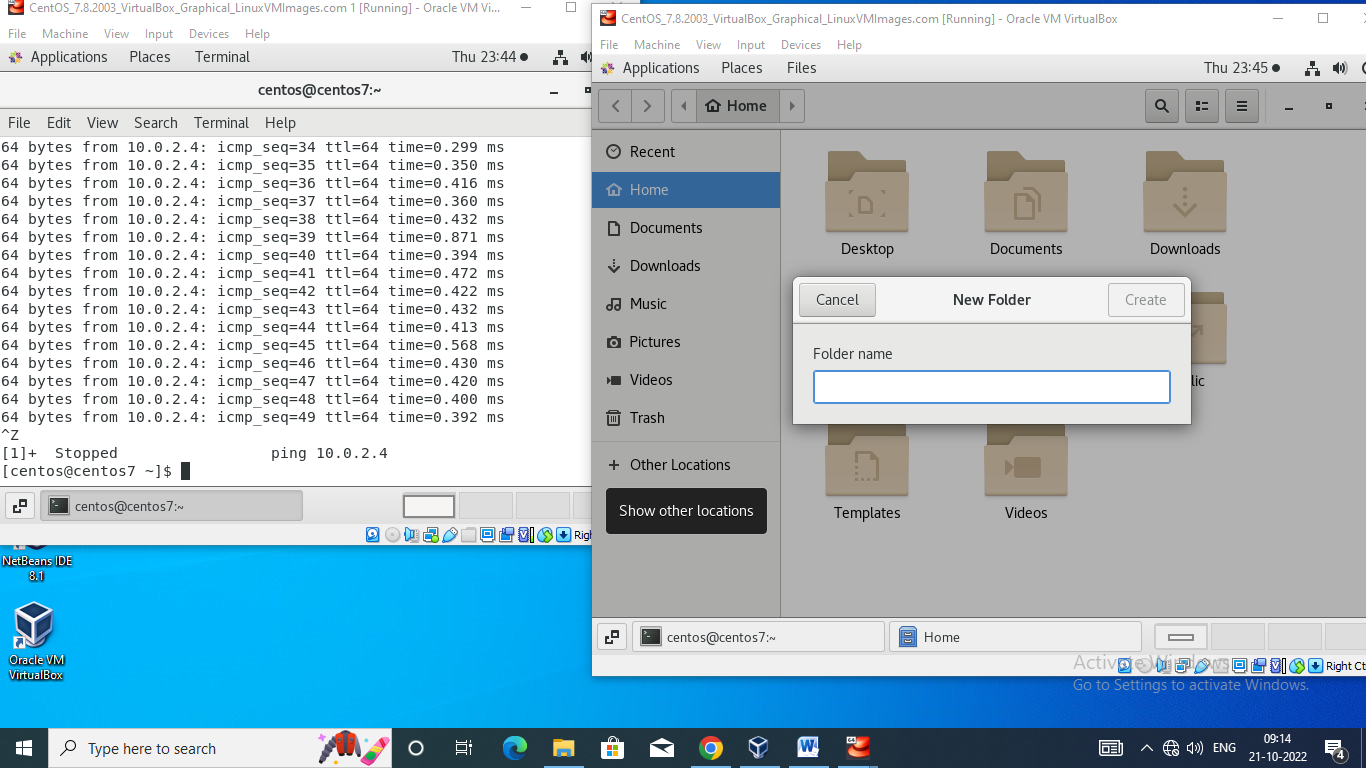 CentOS_7.8.2003_VirtualBox_Graphical_LinuxVMImages.com 1 [Running] - Oracle VM Vi...
File Machine View Input Devices Help
Applications Places Terminal Thu 23:44
centos@centos7:~
File Edit View Search Terminal Help
64 bytes from 10.0.2.4: icmp_seq=34 ttl=64 time=0.299 ms
64 bytes from 10.0.2.4: icmp_seq=35 ttl=64 time=0.350 ms
64 bytes from 10.0.2.4: icmp_seq=36 ttl=64 time=0.416 ms
64 bytes from 10.0.2.4: icmp_seq=37 ttl=64 time=0.360 ms
64 bytes from 10.0.2.4: icmp_seq=38 ttl=64 time=0.432 ms
64 bytes from 10.0.2.4: icmp_seq=39 ttl=64 time=0.871 ms
64 bytes from 10.0.2.4: icmp_seq=40 ttl=64 time=0.394 ms
64 bytes from 10.0.2.4: icmp_seq=41 ttl=64 time=0.472 ms
64 bytes from 10.0.2.4: icmp_seq=42 ttl=64 time=0.422 ms
64 bytes from 10.0.2.4: icmp_seq=43 ttl=64 time=0.432 ms
64 bytes from 10.0.2.4: icmp_seq=44 ttl=64 time=0.413 ms
64 bytes from 10.0.2.4: icmp_seq=45 ttl=64 time=0.568 ms
64 bytes from 10.0.2.4: icmp_seq=46 ttl=64 time=0.430 ms
64 bytes from 10.0.2.4: icmp_seq=47 ttl=64 time=0.420 ms
64 bytes from 10.0.2.4: icmp_seq=48 ttl=64 time=0.400 ms
64 bytes from 10.0.2.4: icmp_seq=49 ttl=64 time=0.392 ms
^Z
[1]+ Stopped ping 10.0.2.4
[centos@centos7 ~]$
centos@centos7:~
Righ
NetBeans IDE
8.1
Oracle VM
VirtualBox
CentOS_7.8.2003_VirtualBox_Graphical_LinuxVMImages.com [Running] - Oracle VM VirtualBox
File Machine View Input Devices Help
Applications Places Files Thu 23:45
Home
Recent
Home
Documents
Downloads
Music
Pictures
Videos
Trash
Other Locations
Show other locations
Desktop Documents Downloads
Cancel New Folder Create
Folder name
lic
Templates Videos
centos@centos7:~ Home
Right Ct
Activate Windows
Go to Settings to activate Windows.
Type here to search
ENG
09:14
21-10-2022
4